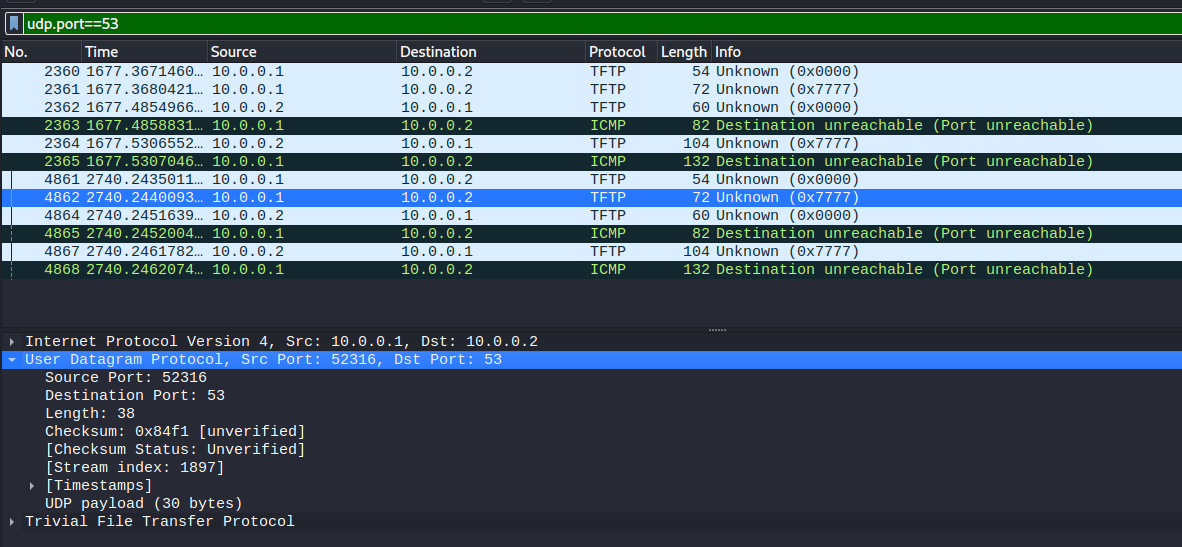 udp.port==53
No. Time Source Destination Protocol Length Info
2360 1677.3671460… 10.0.0.1 10.0.0.2 TFTP 54 Unknown (0x0000)
2361 1677.3680421… 10.0.0.1 10.0.0.2 TFTP 72 Unknown (0x7777)
2362 1677.4854966… 10.0.0.2 10.0.0.1 TFTP 60 Unknown (0x0000)
2363 1677.4858831… 10.0.0.1 10.0.0.2 ICMP 82 Destination unreachable (Port unreachable)
2364 1677.5306552… 10.0.0.2 10.0.0.1 TFTP 104 Unknown (0x7777)
2365 1677.5307046… 10.0.0.1 10.0.0.2 ICMP 132 Destination unreachable (Port unreachable)
4861 2740.2435011… 10.0.0.1 10.0.0.2 TFTP 54 Unknown (0x0000)
4862 2740.2440093… 10.0.0.1 10.0.0.2 TFTP 72 Unknown (0x7777)
4864 2740.2451639… 10.0.0.2 10.0.0.1 TFTP 60 Unknown (0x0000)
4865 2740.2452004… 10.0.0.1 10.0.0.2 ICMP 82 Destination unreachable (Port unreachable)
4867 2740.2461782… 10.0.0.2 10.0.0.1 TFTP 104 Unknown (0x7777)
4868 2740.2462074… 10.0.0.1 10.0.0.2 ICMP 132 Destination unreachable (Port unreachable)
Internet Protocol Version 4, Src: 10.0.0.1, Dst: 10.0.0.2
User Datagram Protocol, Src Port: 52316, Dst Port: 53
Source Port: 52316
Destination Port: 53
Length: 38
Checksum: 0x84f1 [unverified]
[Checksum Status: Unverified]
[Stream index: 1897]
[Timestamps]
UDP payload (30 bytes)
Trivial File Transfer Protocol